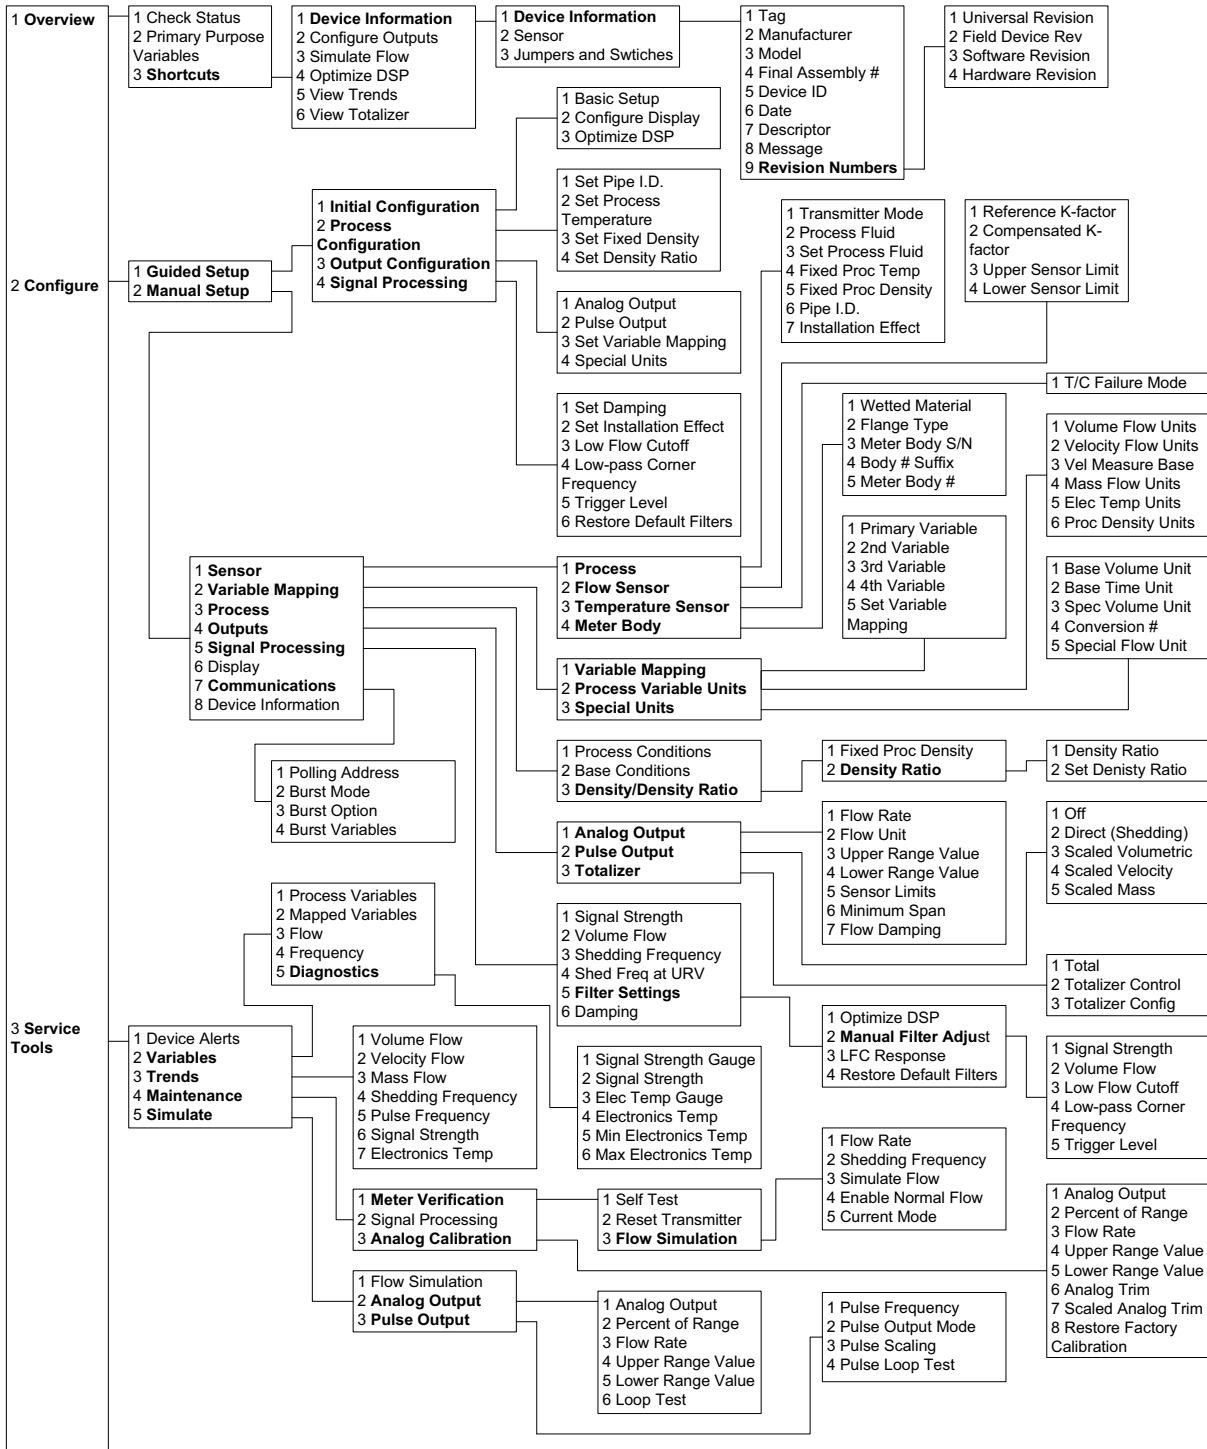 1 Overview
1 Check Status
2 Primary Purpose
Variables
3 Shortcuts
1 Device Information
2 Configure Outputs
3 Simulate Flow
4 Optimize DSP
5 View Trends
6 View Totalizer
1 Device Information
2 Sensor
3 Jumpers and Swtiches
1 Tag
2 Manufacturer
3 Model
4 Final Assembly #
5 Device ID
6 Date
7 Descriptor
8 Message
9 Revision Numbers
1 Universal Revision
2 Field Device Rev
3 Software Revision
4 Hardware Revision
2 Configure
1 Guided Setup
2 Manual Setup
1 Initial Configuration
2 Process
Configuration
3 Output Configuration
4 Signal Processing
1 Basic Setup
2 Configure Display
3 Optimize DSP
1 Set Pipe I.D.
2 Set Process
Temperature
3 Set Fixed Density
4 Set Density Ratio
1 Analog Output
2 Pulse Output
3 Set Variable Mapping
4 Special Units
1 Set Damping
2 Set Installation Effect
3 Low Flow Cutoff
4 Low-pass Corner
Frequency
5 Trigger Level
6 Restore Default Filters
1 Transmitter Mode
2 Process Fluid
3 Set Process Fluid
4 Fixed Proc Temp
5 Fixed Proc Density
6 Pipe I.D.
7 Installation Effect
1 Reference K-factor
2 Compensated K-
factor
3 Upper Sensor Limit
4 Lower Sensor Limit
1 T/C Failure Mode
1 Wetted Material
2 Flange Type
3 Meter Body S/N
4 Body # Suffix
5 Meter Body #
1 Volume Flow Units
2 Velocity Flow Units
3 Vel Measure Base
4 Mass Flow Units
5 Elec Temp Units
6 Proc Density Units
1 Primary Variable
2 2nd Variable
3 3rd Variable
4 4th Variable
5 Set Variable
Mapping
1 Base Volume Unit
2 Base Time Unit
3 Spec Volume Unit
4 Conversion #
5 Special Flow Unit
1 Sensor
2 Variable Mapping
3 Process
4 Outputs
5 Signal Processing
6 Display
7 Communications
8 Device Information
1 Process
2 Flow Sensor
3 Temperature Sensor
4 Meter Body
1 Variable Mapping
2 Process Variable Units
3 Special Units
1 Polling Address
2 Burst Mode
3 Burst Option
4 Burst Variables
1 Process Conditions
2 Base Conditions
3 Density/Density Ratio
1 Fixed Proc Density
2 Density Ratio
1 Density Ratio
2 Set Denisty Ratio
1 Analog Output
2 Pulse Output
3 Totalizer
1 Flow Rate
2 Flow Unit
3 Upper Range Value
4 Lower Range Value
5 Sensor Limits
6 Minimum Span
7 Flow Damping
1 Off
2 Direct (Shedding)
3 Scaled Volumetric
4 Scaled Velocity
5 Scaled Mass
1 Total
2 Totalizer Control
3 Totalizer Config
1 Signal Strength
2 Volume Flow
3 Shedding Frequency
4 Shed Freq at URV
5 Filter Settings
6 Damping
1 Optimize DSP
2 Manual Filter Adjust
3 LFC Response
4 Restore Default Filters
1 Signal Strength
2 Volume Flow
3 Low Flow Cutoff
4 Low-pass Corner
Frequency
5 Trigger Level
3 Service
Tools
1 Device Alerts
2 Variables
3 Trends
4 Maintenance
5 Simulate
1 Process Variables
2 Mapped Variables
3 Flow
4 Frequency
5 Diagnostics
1 Volume Flow
2 Velocity Flow
3 Mass Flow
4 Shedding Frequency
5 Pulse Frequency
6 Signal Strength
7 Electronics Temp
1 Signal Strength Gauge
2 Signal Strength
3 Elec Temp Gauge
4 Electronics Temp
5 Min Electronics Temp
6 Max Electronics Temp
1 Meter Verification
2 Signal Processing
3 Analog Calibration
1 Self Test
2 Reset Transmitter
3 Flow Simulation
1 Flow Rate
2 Shedding Frequency
3 Simulate Flow
4 Enable Normal Flow
5 Current Mode
1 Analog Output
2 Percent of Range
3 Flow Rate
4 Upper Range Value
5 Lower Range Value
6 Analog Trim
7 Scaled Analog Trim
8 Restore Factory
Calibration
1 Flow Simulation
2 Analog Output
3 Pulse Output
1 Analog Output
2 Percent of Range
3 Flow Rate
4 Upper Range Value
5 Lower Range Value
6 Loop Test
1 Pulse Frequency
2 Pulse Output Mode
3 Pulse Scaling
4 Pulse Loop Test